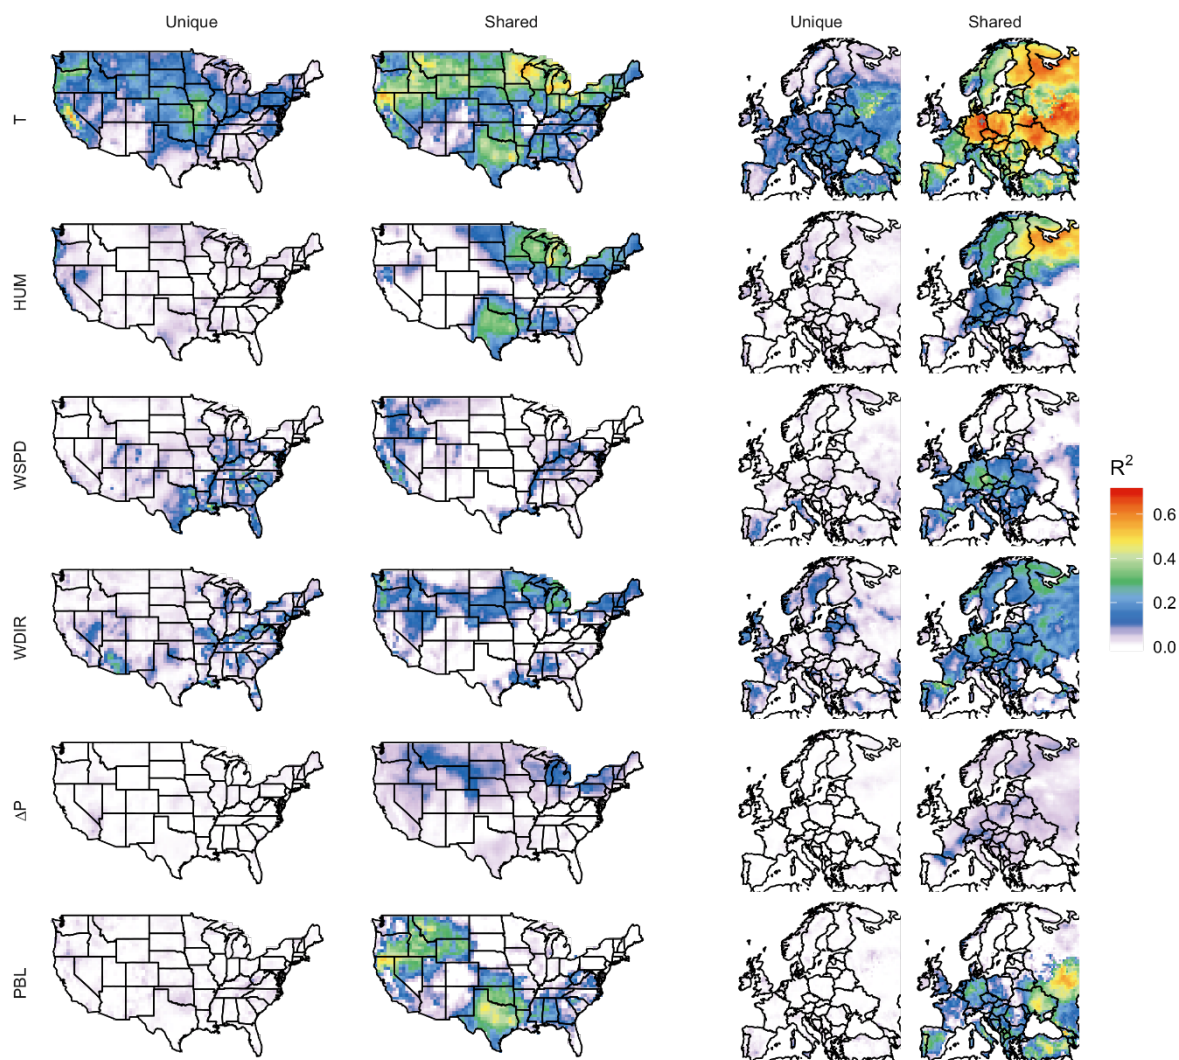 Unique Shared Unique Shared
T
HUM
WSPD
WDIR
ΔP
PBL
R²
0.6
0.4
0.2
0.0